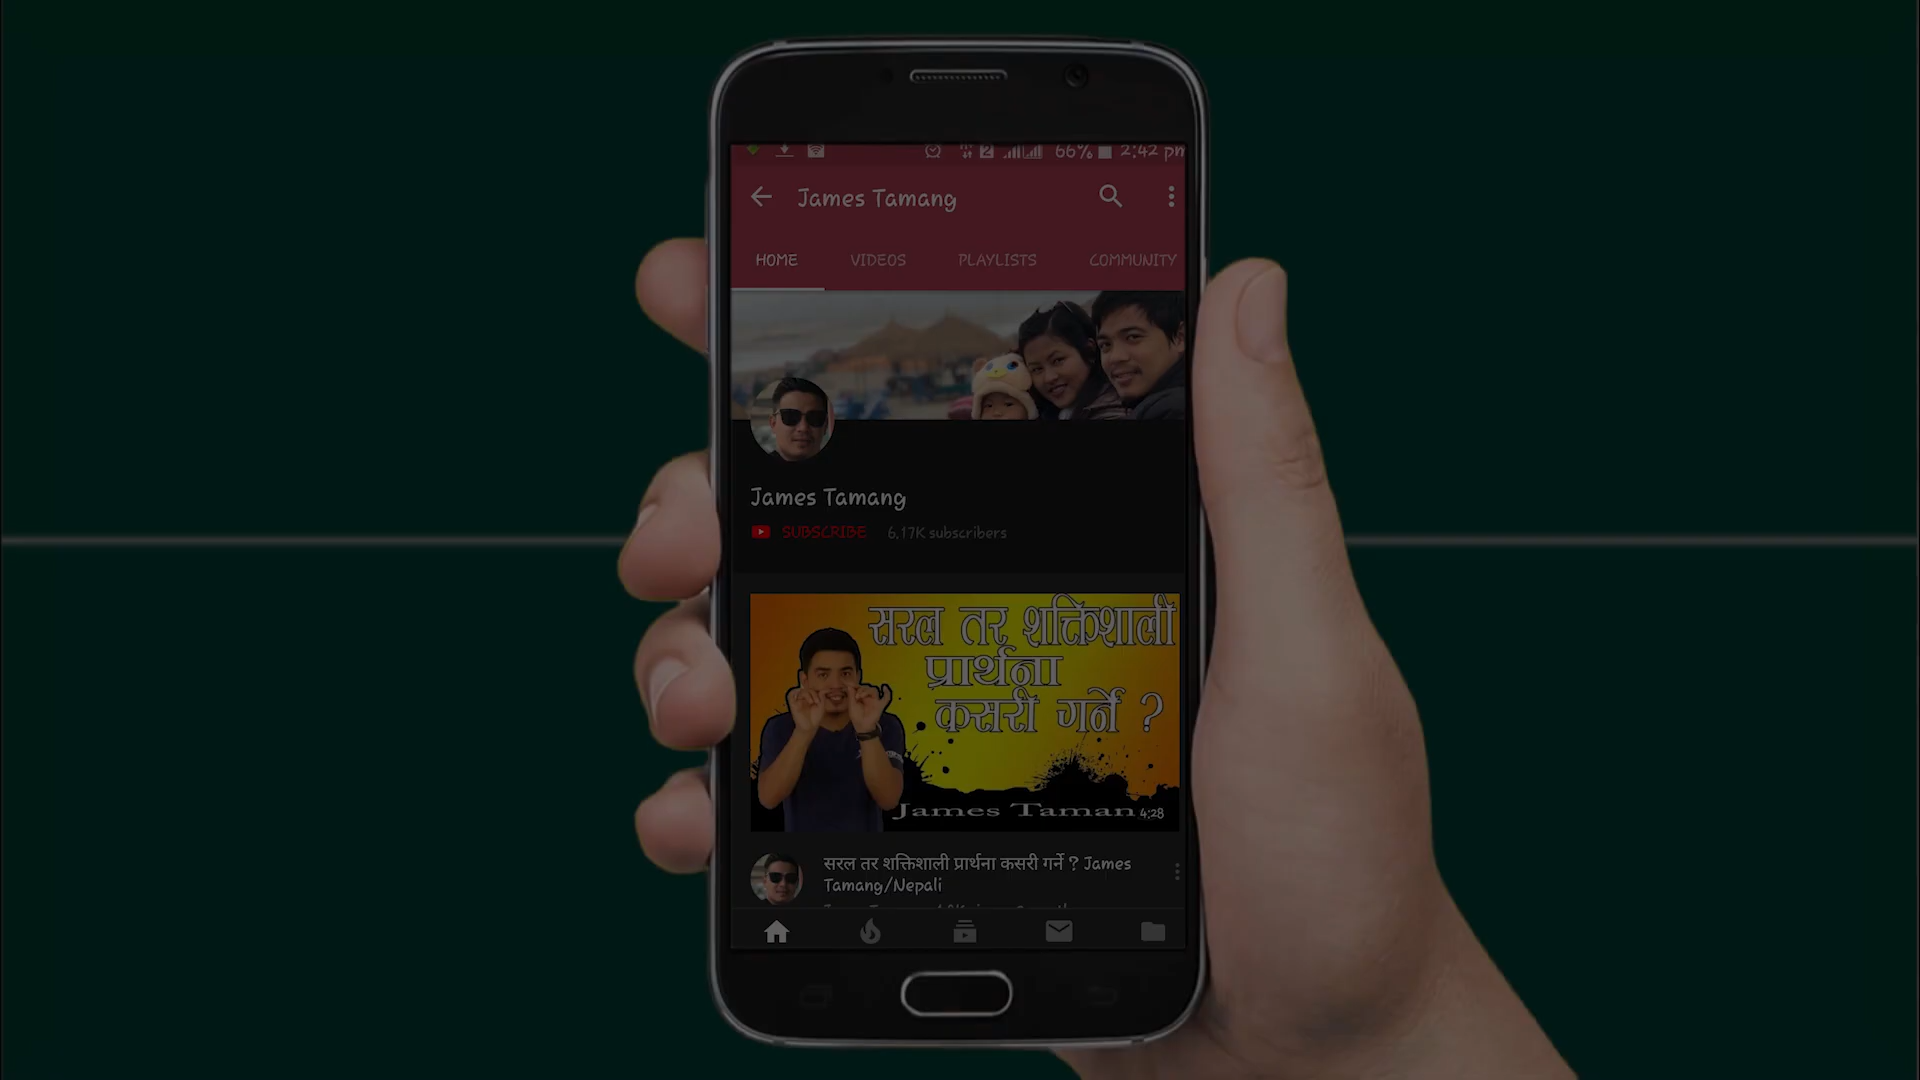 2 66% 2:42 pm
James Tamang
HOME VIDEOS PLAYLISTS COMMUNITY
James Tamang
SUBSCRIBE 6.17K subscribers
सरल तर शक्तिशाली
प्रार्थना
कसरी गर्ने ?
James Taman
4:28
सरल तर शक्तिशाली प्रार्थना कसरी गर्ने ? James
Tamang/Nepali